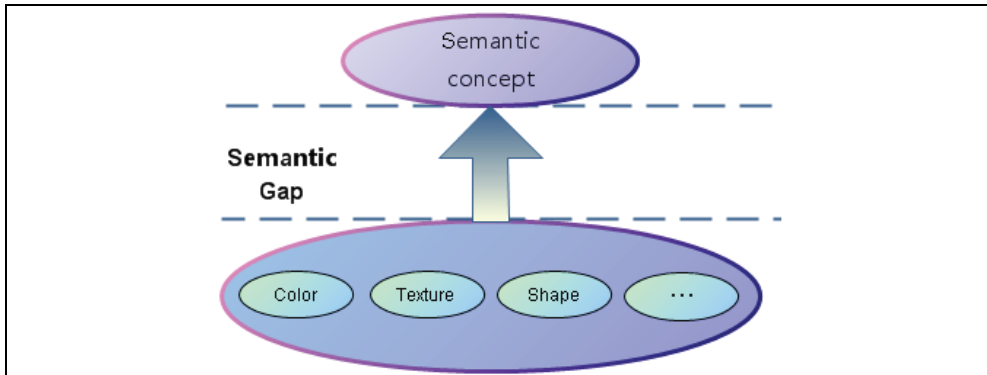 Semantic
concept
Semantic
Gap
Color Texture Shape ...